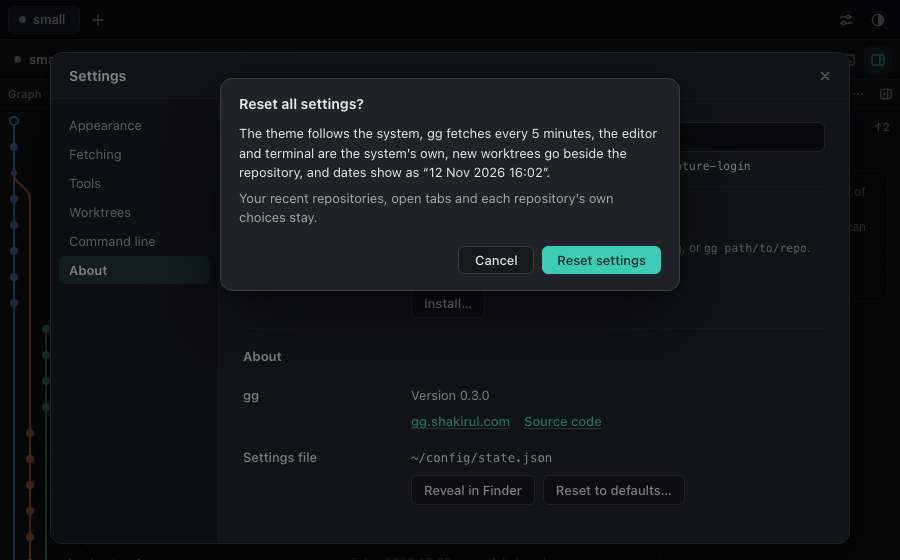 small
Graph
↑2
Settings
Appearance
Fetching
Tools
Worktrees
Command line
About
Reset all settings?
The theme follows the system, gg fetches every 5 minutes, the editor
and terminal are the system’s own, new worktrees go beside the
repository, and dates show as “12 Nov 2026 16:02”.
Your recent repositories, open tabs and each repository’s own
choices stay.
Cancel
Reset settings
or gg path/to/repo.
Install…
About
gg
Version 0.3.0
gg.shakirul.com
Source code
Settings file
~/config/state.json
Reveal in Finder
Reset to defaults…